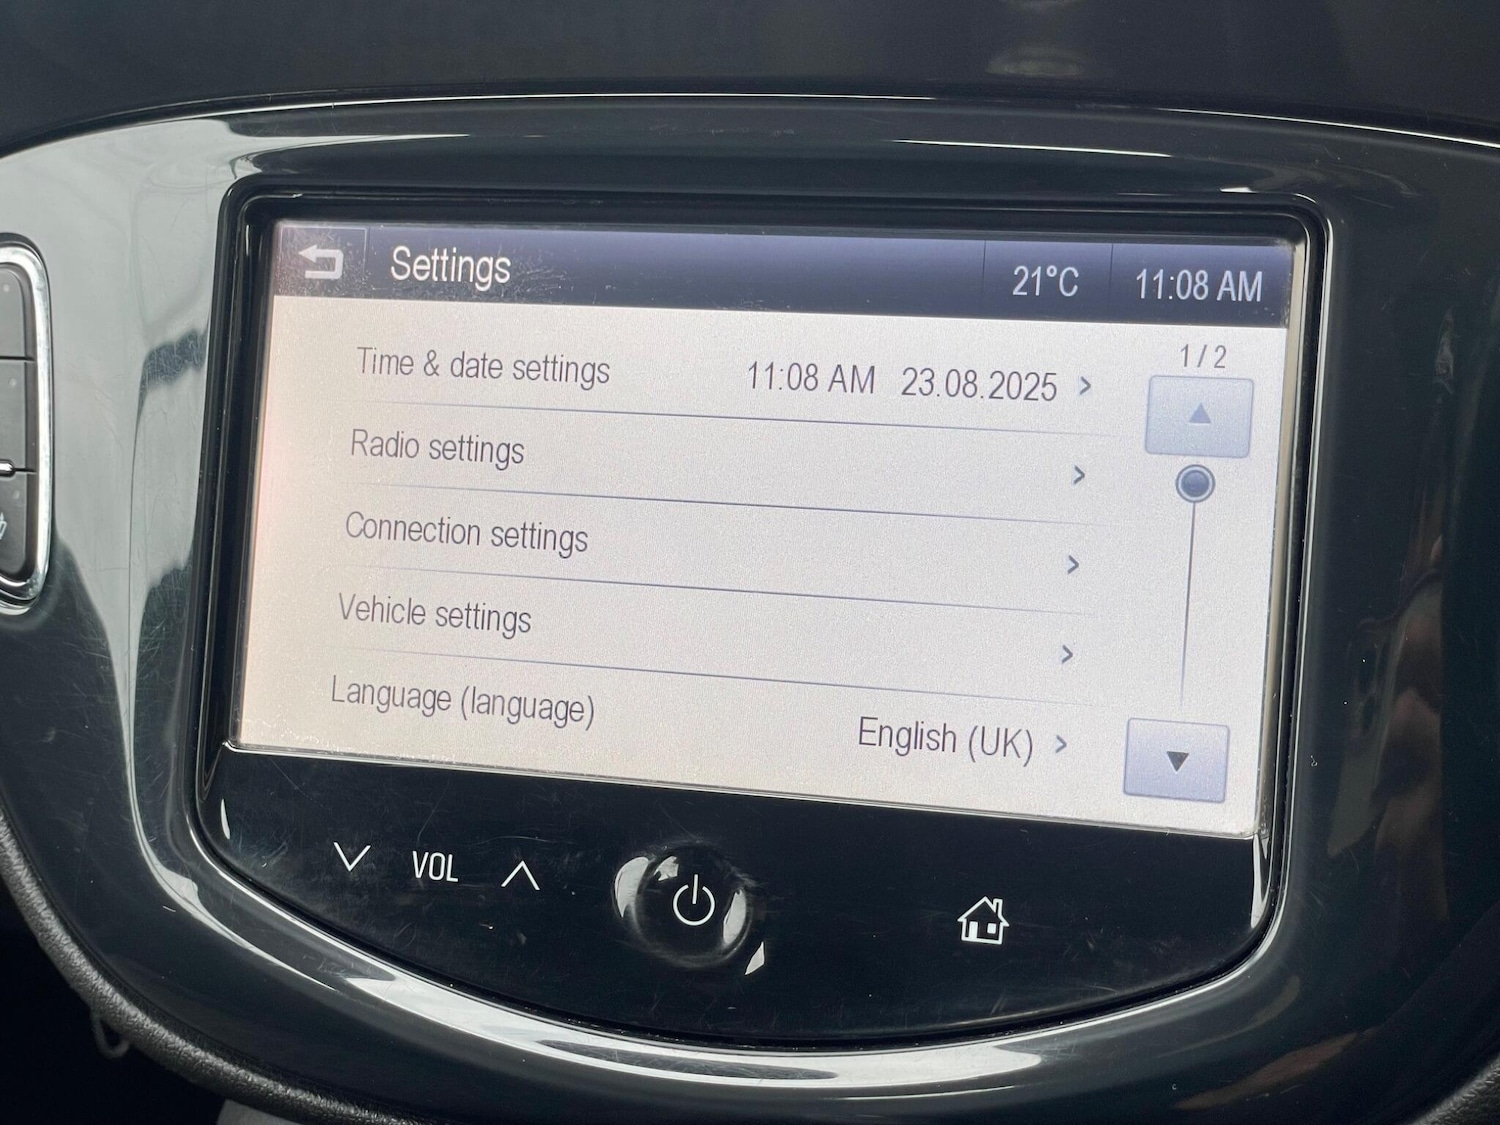 Settings 21°C 11:08 AM
1/2
Time & date settings 11:08 AM 23.08.2025
Radio settings
Connection settings
Vehicle settings
Language (language) English (UK)
VOL